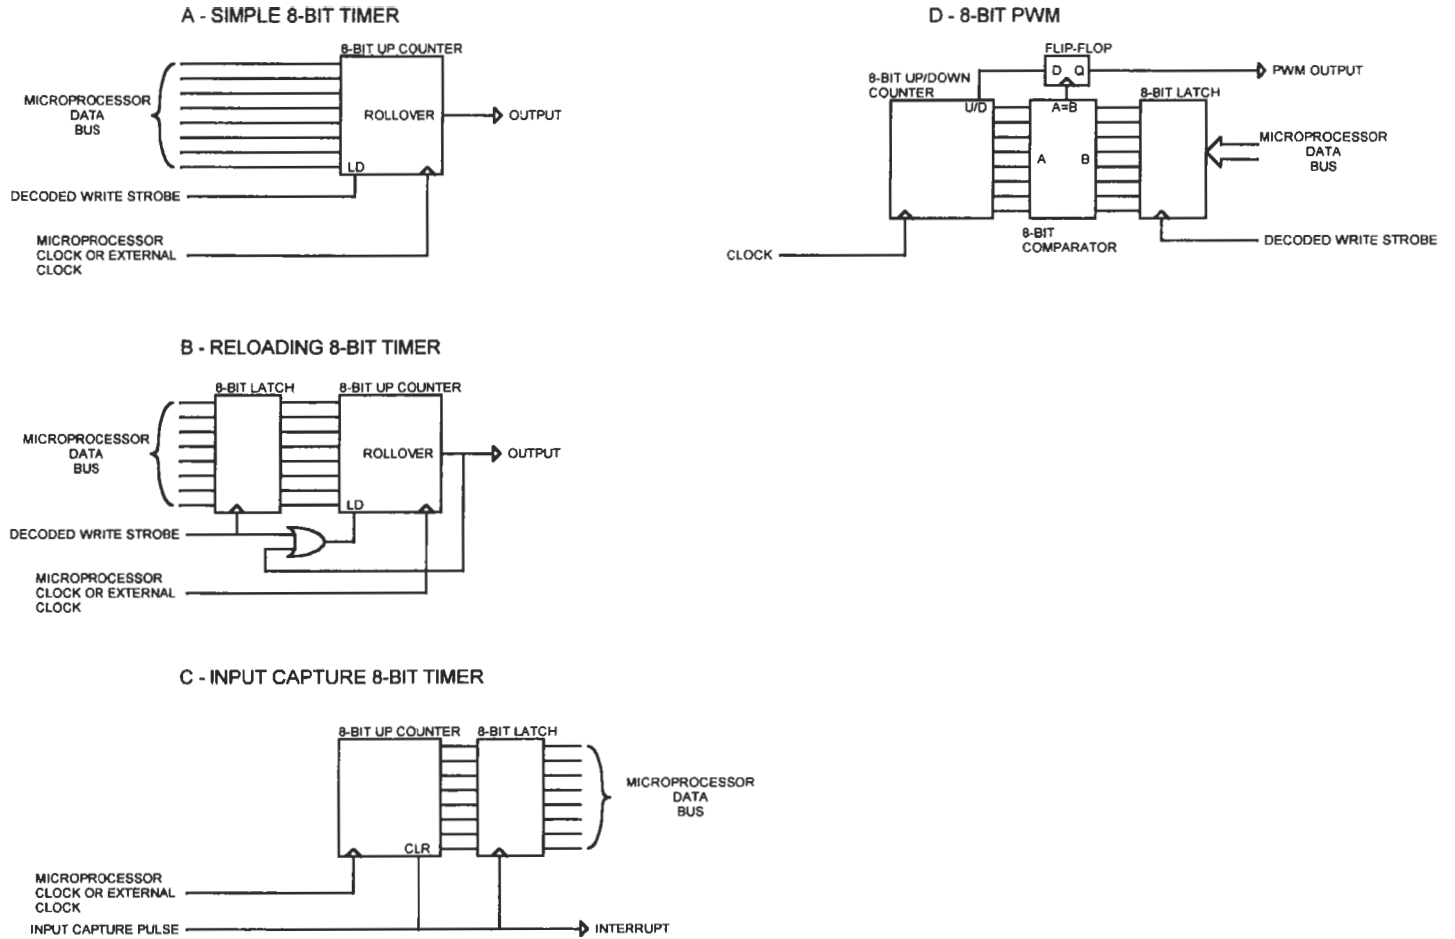 A - SIMPLE 8-BIT TIMER
8-BIT UP COUNTER
MICROPROCESSOR
DATA
BUS
ROLLOVER
OUTPUT
LD
DECODED WRITE STROBE
MICROPROCESSOR
CLOCK OR EXTERNAL
CLOCK
D - 8-BIT PWM
FLIP-FLOP
D Q
PWM OUTPUT
8-BIT UP/DOWN
COUNTER
U/D
A=B
8-BIT LATCH
A
B
MICROPROCESSOR
DATA
BUS
8-BIT
COMPARATOR
DECODED WRITE STROBE
CLOCK
B - RELOADING 8-BIT TIMER
8-BIT LATCH
8-BIT UP COUNTER
MICROPROCESSOR
DATA
BUS
ROLLOVER
OUTPUT
LD
DECODED WRITE STROBE
MICROPROCESSOR
CLOCK OR EXTERNAL
CLOCK
C - INPUT CAPTURE 8-BIT TIMER
8-BIT UP COUNTER
8-BIT LATCH
MICROPROCESSOR
DATA
BUS
CLR
MICROPROCESSOR
CLOCK OR EXTERNAL
CLOCK
INPUT CAPTURE PULSE
INTERRUPT